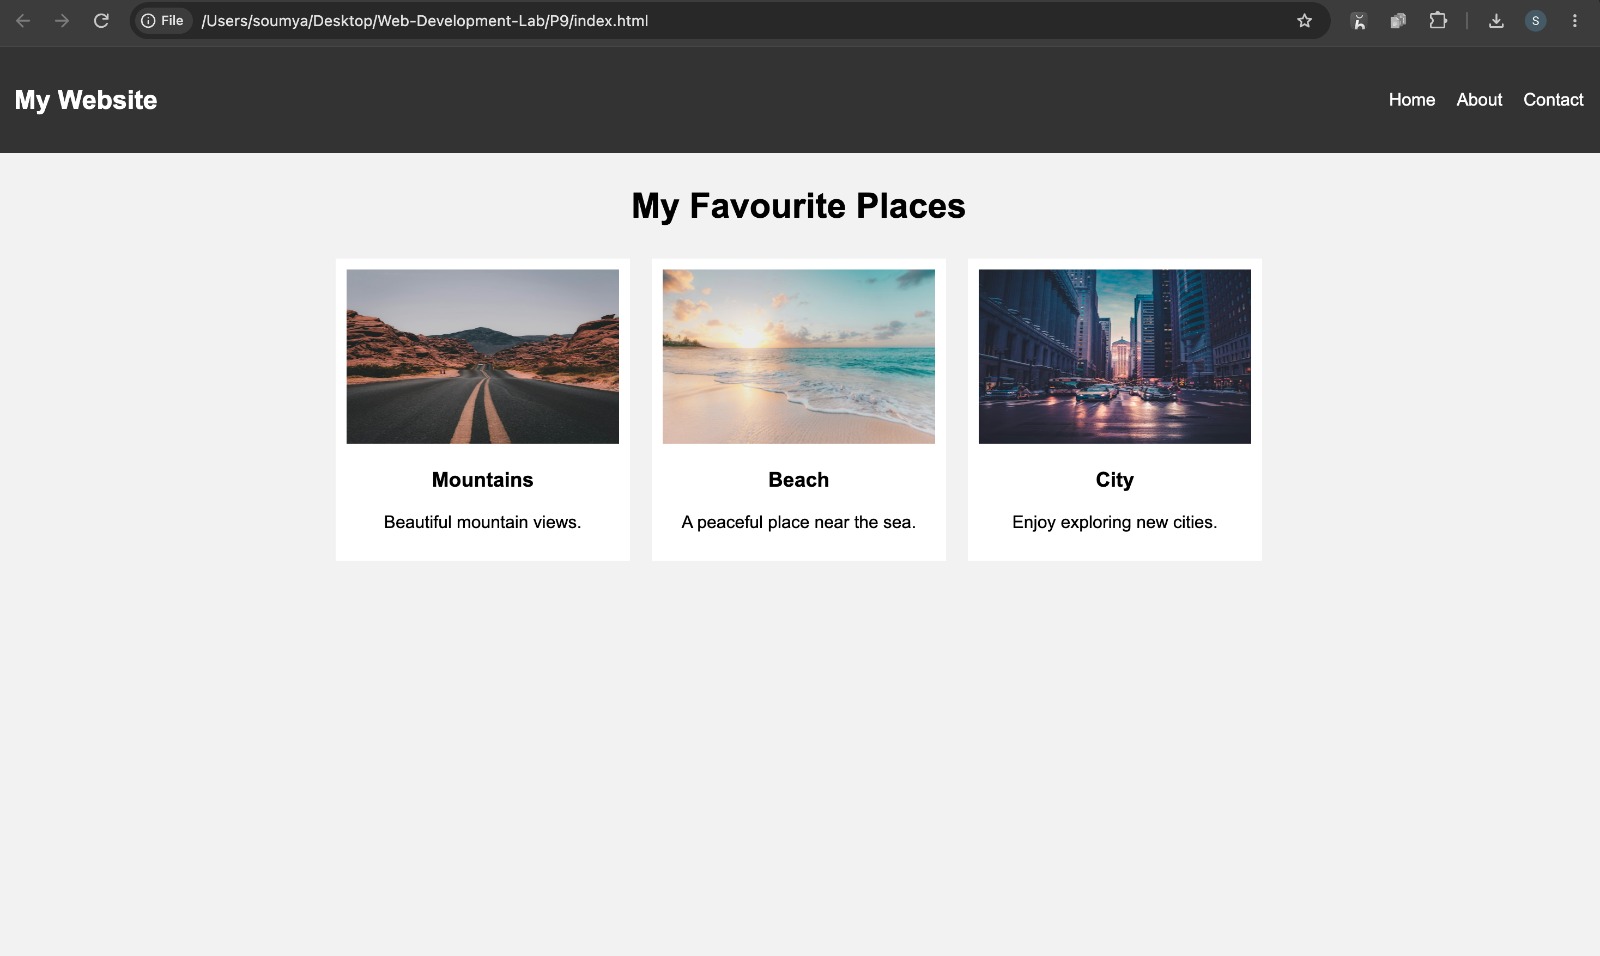 File /Users/soumya/Desktop/Web-Development-Lab/P9/index.html S
My Website Home About Contact
My Favourite Places
Mountains Beach City
Beautiful mountain views. A peaceful place near the sea. Enjoy exploring new cities.